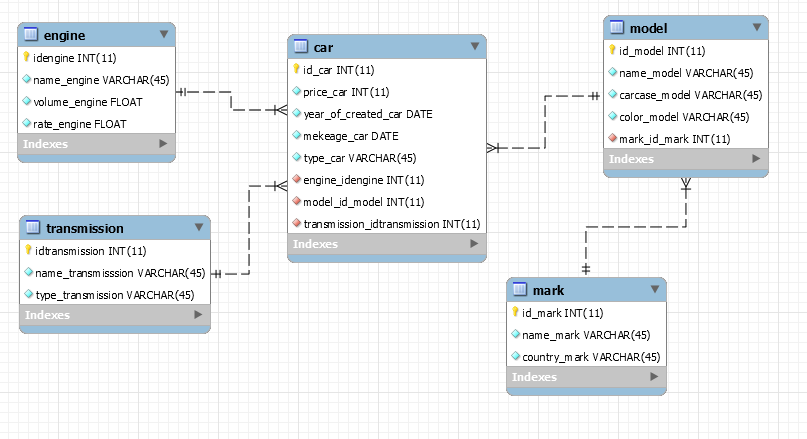 engine
idengine INT(11)
name_engine VARCHAR(45)
volume_engine FLOAT
rate_engine FLOAT
Indexes
car
id_car INT(11)
price_car INT(11)
year_of_created_car DATE
mekeage_car DATE
type_car VARCHAR(45)
engine_idengine INT(11)
model_id_model INT(11)
transmission_idtransmission INT(11)
Indexes
model
id_model INT(11)
name_model VARCHAR(45)
carcase_model VARCHAR(45)
color_model VARCHAR(45)
mark_id_mark INT(11)
Indexes
transmission
idtransmission INT(11)
name_transmisssion VARCHAR(45)
type_transmission VARCHAR(45)
Indexes
mark
id_mark INT(11)
name_mark VARCHAR(45)
country_mark VARCHAR(45)
Indexes